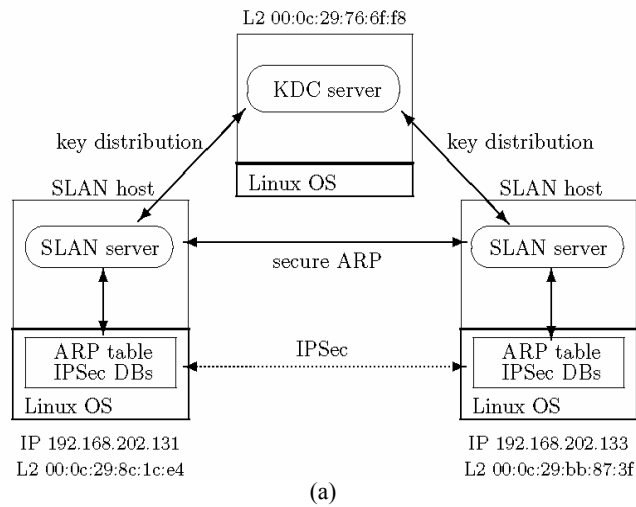 L2 00:0c:29:76:6f:f8
KDC server
key distribution
key distribution
Linux OS
SLAN host
SLAN host
SLAN server
SLAN server
secure ARP
IPSec
ARP table
IPSec DBs
ARP table
IPSec DBs
Linux OS
Linux OS
IP 192.168.202.131
L2 00:0c:29:8c:1c:e4
IP 192.168.202.133
L2 00:0c:29:bb:87:3f
(a)